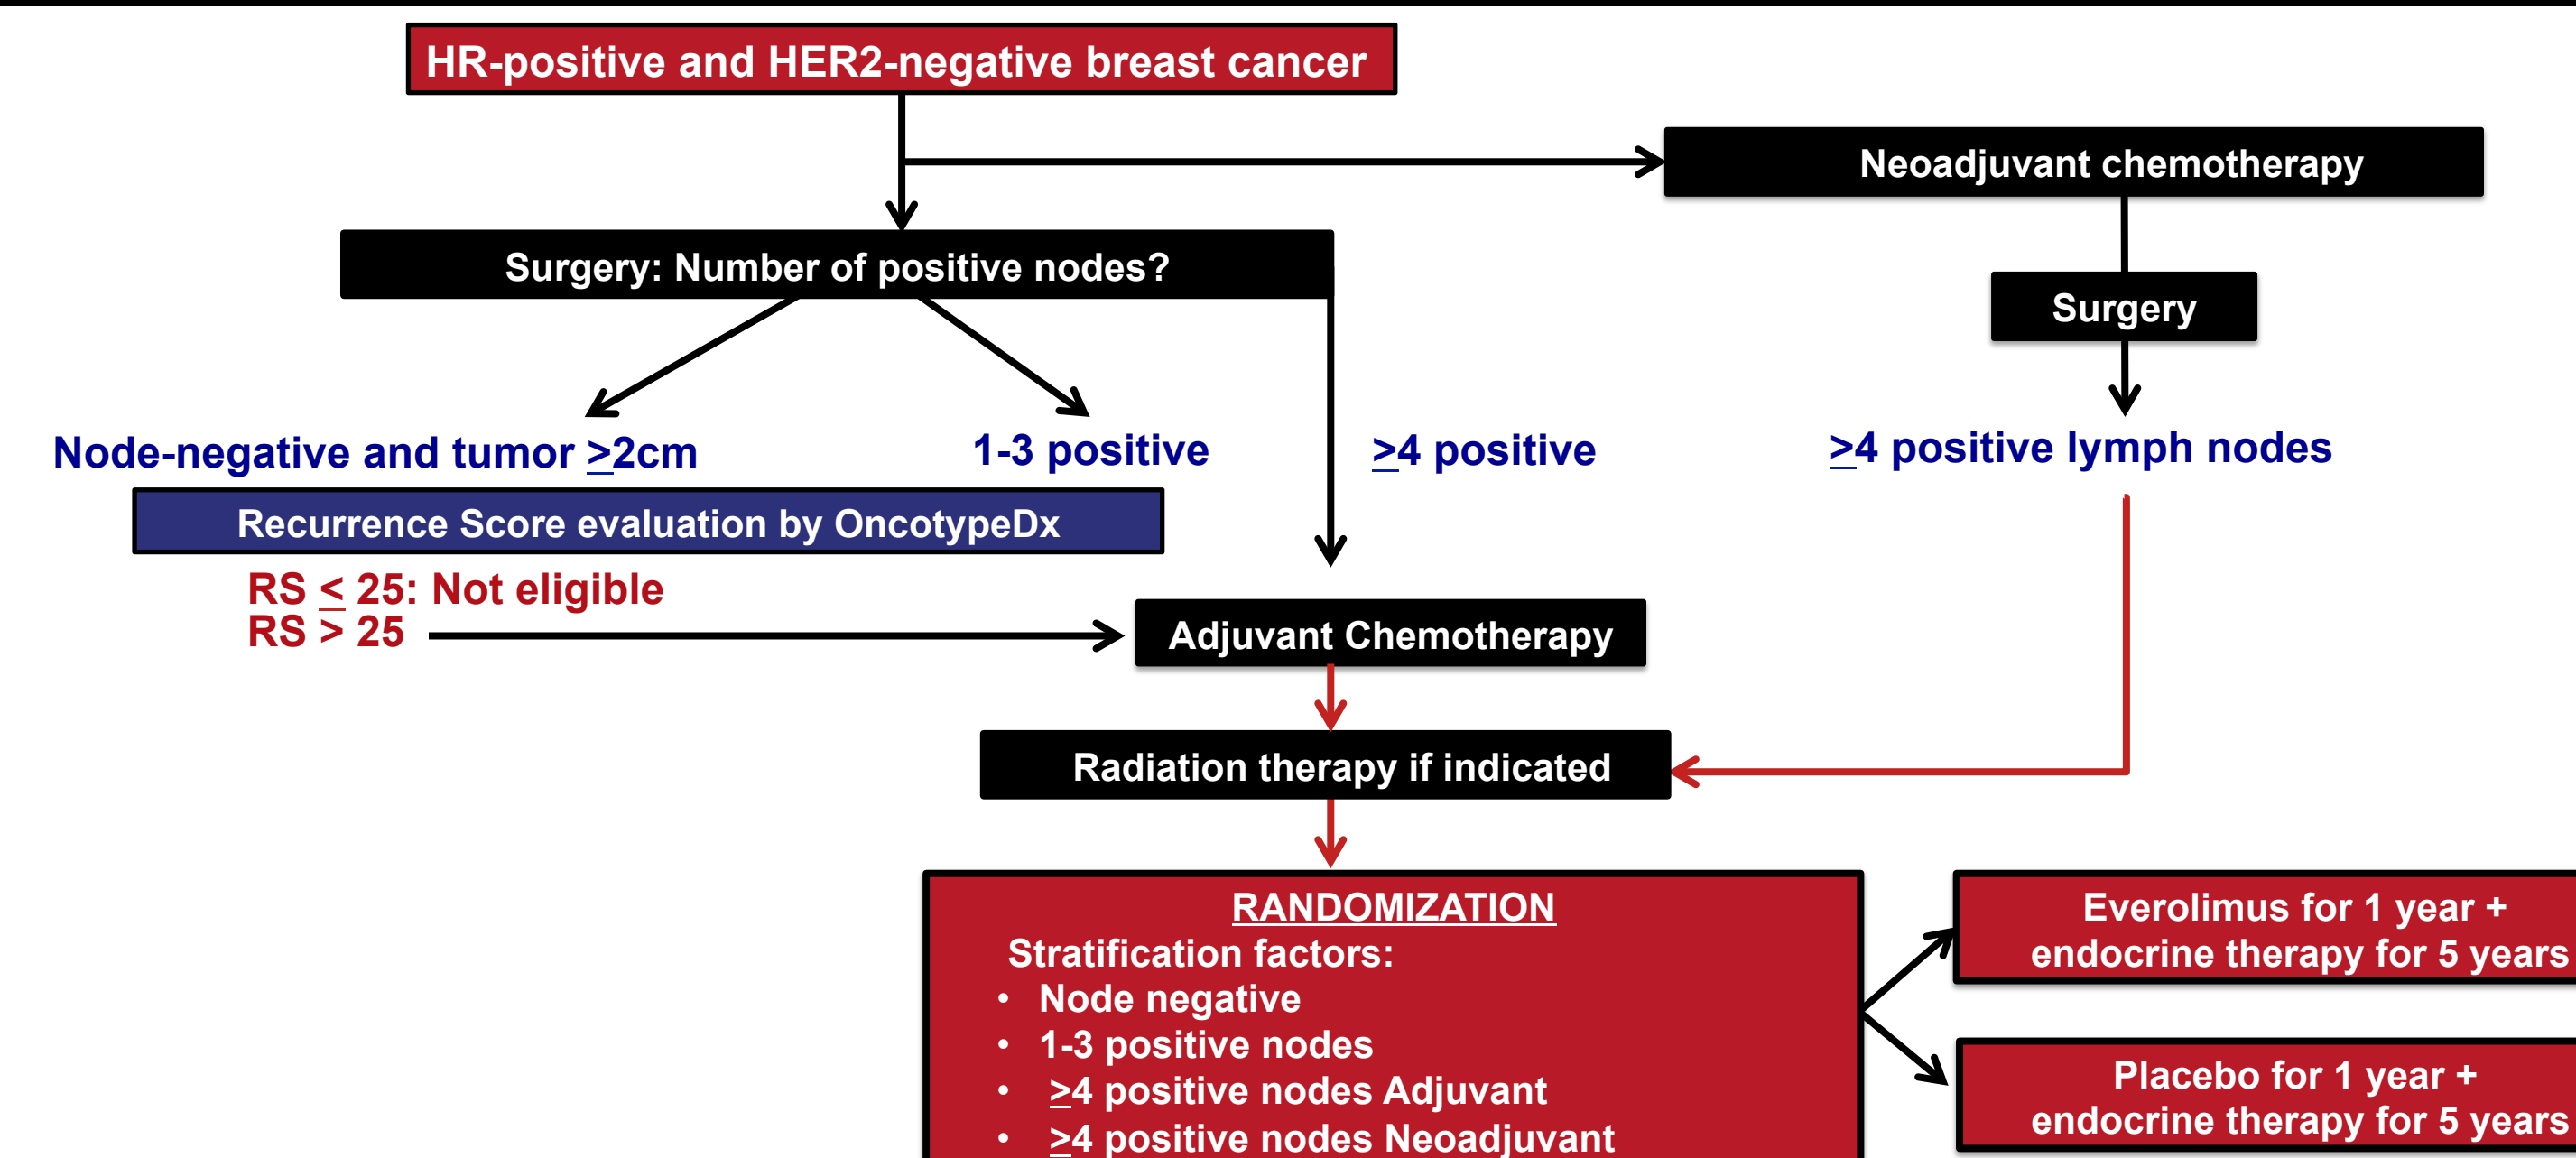 HR-positive and HER2-negative breast cancer
Neoadjuvant chemotherapy
Surgery: Number of positive nodes?
Surgery
Node-negative and tumor ≥2cm
1-3 positive
≥4 positive
≥4 positive lymph nodes
Recurrence Score evaluation by OncotypeDx
RS ≤ 25: Not eligible
RS > 25
Adjuvant Chemotherapy
Radiation therapy if indicated
RANDOMIZATION
Stratification factors:
• Node negative
• 1-3 positive nodes
• ≥4 positive nodes Adjuvant
• ≥4 positive nodes Neoadjuvant
Everolimus for 1 year +
endocrine therapy for 5 years
Placebo for 1 year +
endocrine therapy for 5 years